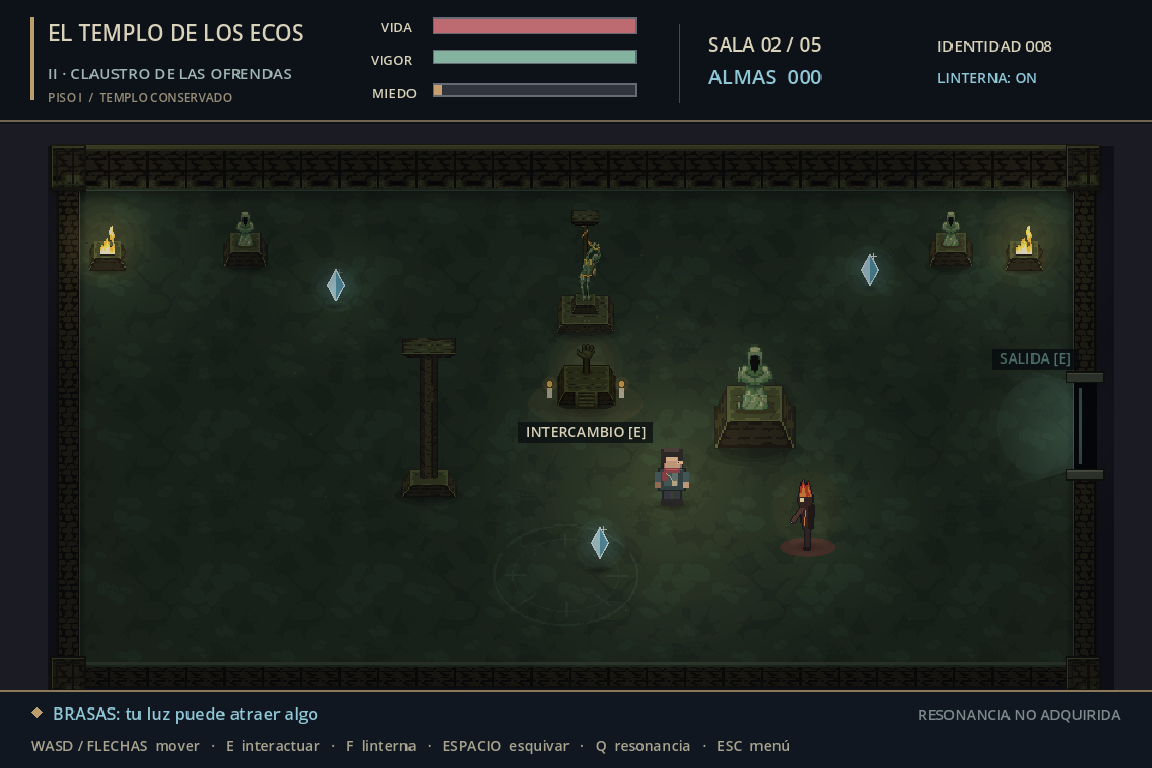 EL TEMPLO DE LOS ECOS
II · CLAUSTRO DE LAS OFRENDAS
PISO I / TEMPLO CONSERVADO
VIDA
VIGOR
MIEDO
SALA 02 / 05
ALMAS 000
IDENTIDAD 008
LINTERNA: ON
SALIDA [E]
INTERCAMBIO [E]
BRASAS: tu luz puede atraer algo
RESONANCIA NO ADQUIRIDA
WASD / FLECHAS mover · E interactuar · F linterna · ESPACIO esquivar · Q resonancia · ESC menú